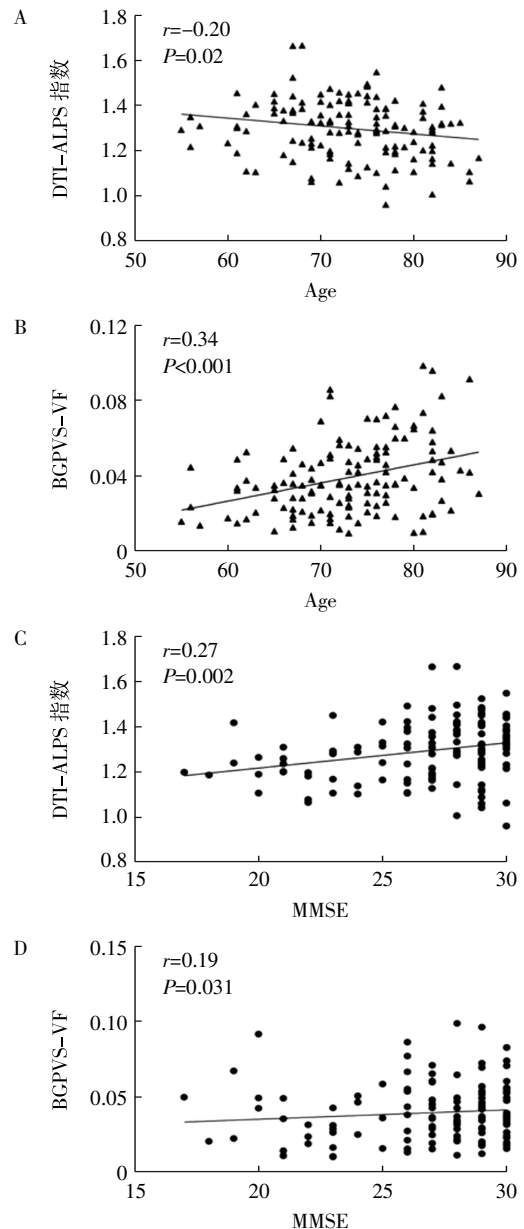 A
r=−0.20
P=0.02
DTI−ALPS 指数
1.8
1.6
1.4
1.2
1.0
0.8
50
60
70
80
90
Age
B
r=0.34
P<0.001
BGPVS−VF
0.12
0.08
0.04
0
50
60
70
80
90
Age
C
r=0.27
P=0.002
DTI−ALPS 指数
1.8
1.6
1.4
1.2
1.0
0.8
15
20
25
30
MMSE
D
r=0.19
P=0.031
BGPVS−VF
0.15
0.10
0.05
0
15
20
25
30
MMSE